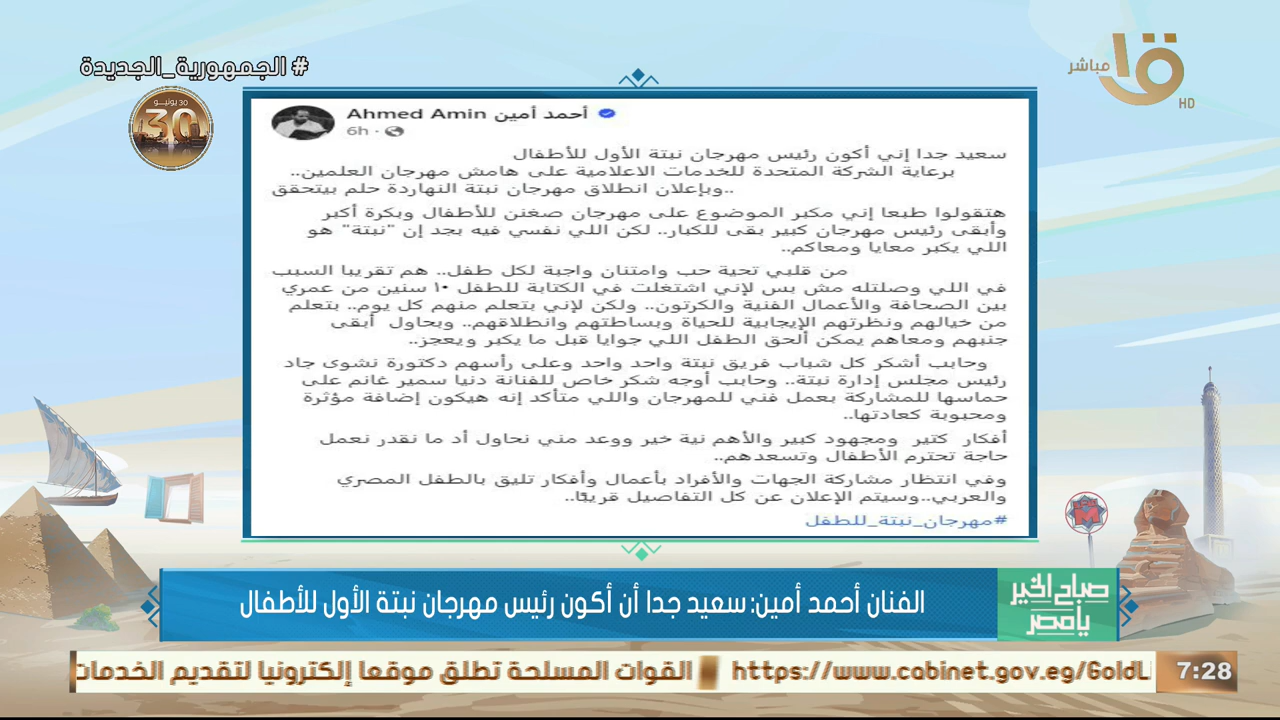 #الجمهورية_الجديدة
مباشر
HD
30 يونيو
30
Ahmed Amin أحمد أمين
6h
سعيد جدا إني أكون رئيس مهرجان نبتة الأول للأطفال
برعاية الشركة المتحدة للخدمات الاعلامية على هامش مهرجان العلمين..
..وبإعلان انطلاق مهرجان نبتة النهاردة حلم بيتحقق
هتقولوا طبعا إني مكبر الموضوع على مهرجان صغنن للأطفال وبكرة أكبر
وأبقى رئيس مهرجان كبير بقى للكبار.. لكن اللي نفسي فيه بجد إن "نبتة" هو
اللي يكبر معايا ومعاكم..
من قلبي تحية حب وامتنان واجبة لكل طفل.. هم تقريبا السبب
في اللي وصلتله مش بس لإني اشتغلت في الكتابة للطفل ١٠ سنين من عمري
بين الصحافة والأعمال الفنية والكرتون.. ولكن لإني بتعلم منهم كل يوم.. بتعلم
من خيالهم ونظرتهم الإيجابية للحياة وبساطتهم وانطلاقهم.. وبحاول أبقى
جنبهم ومعاهم يمكن ألحق الطفل اللي جوايا قبل ما يكبر ويعجز..
وحابب أشكر كل شباب فريق نبتة واحد واحد وعلى رأسهم دكتورة نشوى جاد
رئيس مجلس إدارة نبتة.. وحابب أوجه شكر خاص للفنانة دنيا سمير غانم على
حماسها للمشاركة بعمل فني للمهرجان واللي متأكد إنه هيكون إضافة مؤثرة
ومحبوبة كعادتها..
أفكار كتير ومجهود كبير والأهم نية خير ووعد مني نحاول أد ما نقدر نعمل
حاجة تحترم الأطفال وتسعدهم..
وفي انتظار مشاركة الجهات والأفراد بأعمال وأفكار تليق بالطفل المصري
والعربي..وسيتم الإعلان عن كل التفاصيل قريبًا..
#مهرجان_نبتة_للطفل
M
صباح الخير
يا مصر
الفنان أحمد أمين: سعيد جدا أن أكون رئيس مهرجان نبتة الأول للأطفال
7:28
https://www.cabinet.gov.eg/GoldL القوات المسلحة تطلق موقعا إلكترونيا لتقديم الخدمات